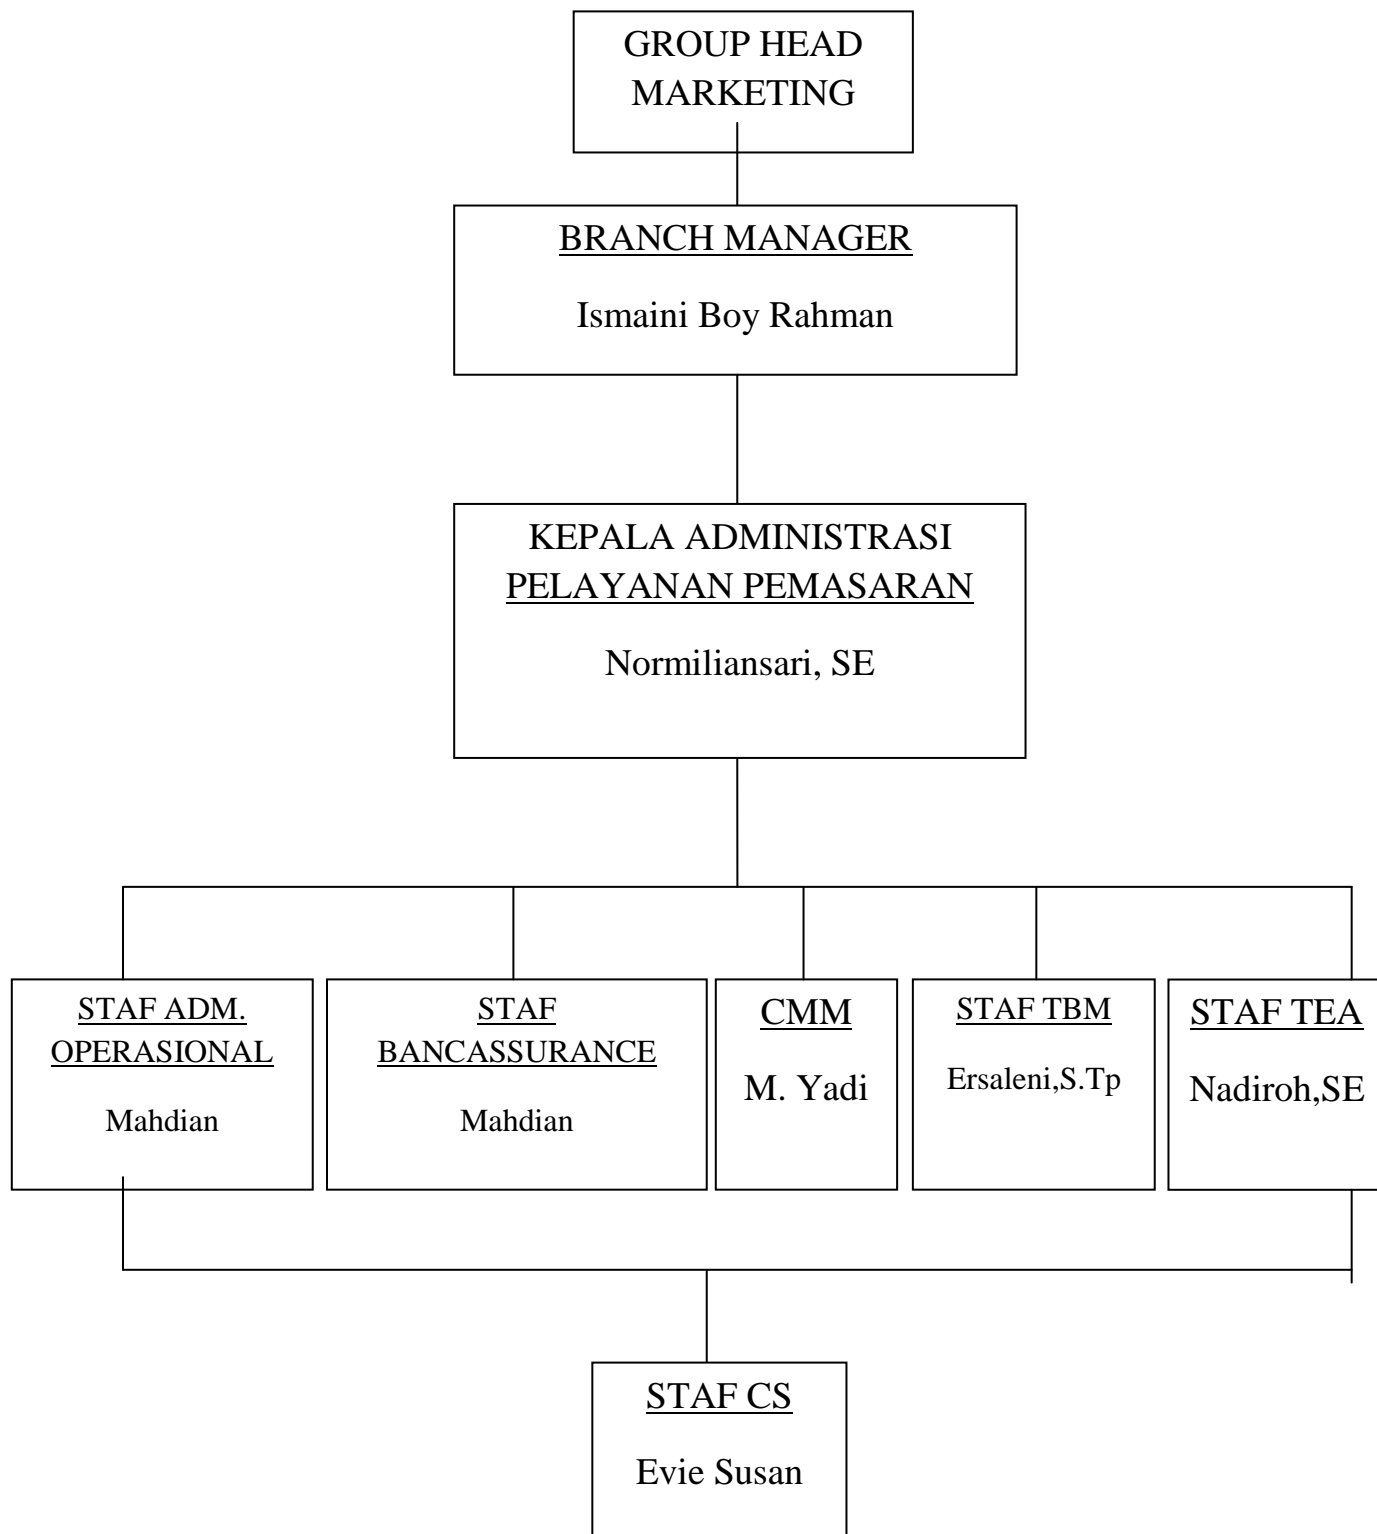 GROUP HEAD
MARKETING
BRANCH MANAGER
Ismaini Boy Rahman
KEPALA ADMINISTRASI
PELAYANAN PEMASARAN
Normiliansari, SE
STAF ADM.
OPERASIONAL
Mahdian
STAF
BANCASSURANCE
Mahdian
CMM
M. Yadi
STAF TBM
Ersaleni,S.Tp
STAF TEA
Nadiroh,SE
STAF CS
Evie Susan